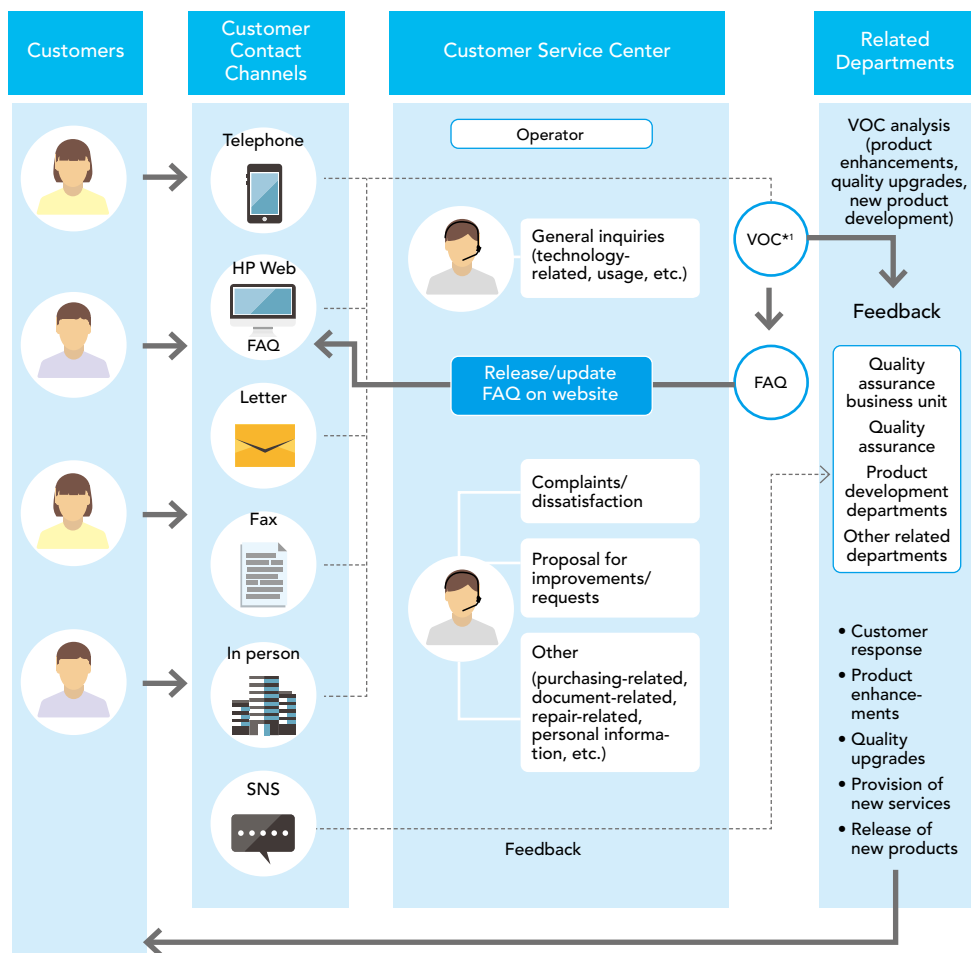 Customers
Customer
Contact
Channels
Customer Service Center
Related
Departments
Telephone
HP Web
FAQ
Letter
Fax
In person
SNS
Operator
General inquiries
(technology-
related, usage, etc.)
Release/update
FAQ on website
Complaints/
dissatisfaction
Proposal for
improvements/
requests
Other
(purchasing-related,
document-related,
repair-related,
personal informa-
tion, etc.)
Feedback
VOC*1
FAQ
VOC analysis
(product
enhancements,
quality upgrades,
new product
development)
Feedback
Quality
assurance
business unit
Quality
assurance
Product
development
departments
Other related
departments
• Customer
response
• Product
enhance-
ments
• Quality
upgrades
• Provision of
new services
• Release of
new products